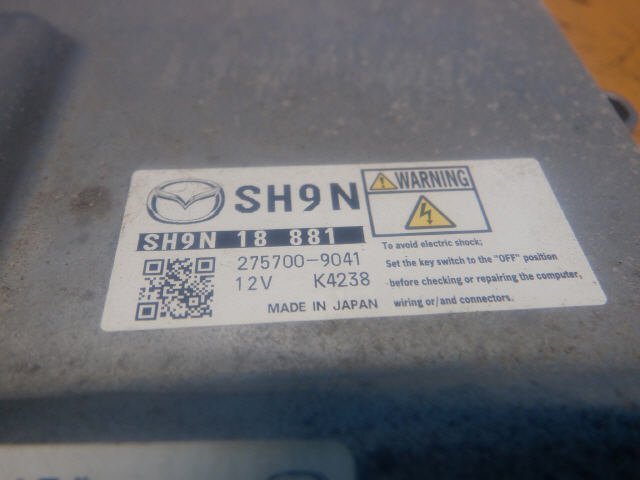 SH9N
WARNING
SH9N 18 881
275700-9041
12V K4238
MADE IN JAPAN
To avoid electric shock;
Set the key switch to the "OFF" position
before checking or repairing the computer,
wiring or/and connectors.